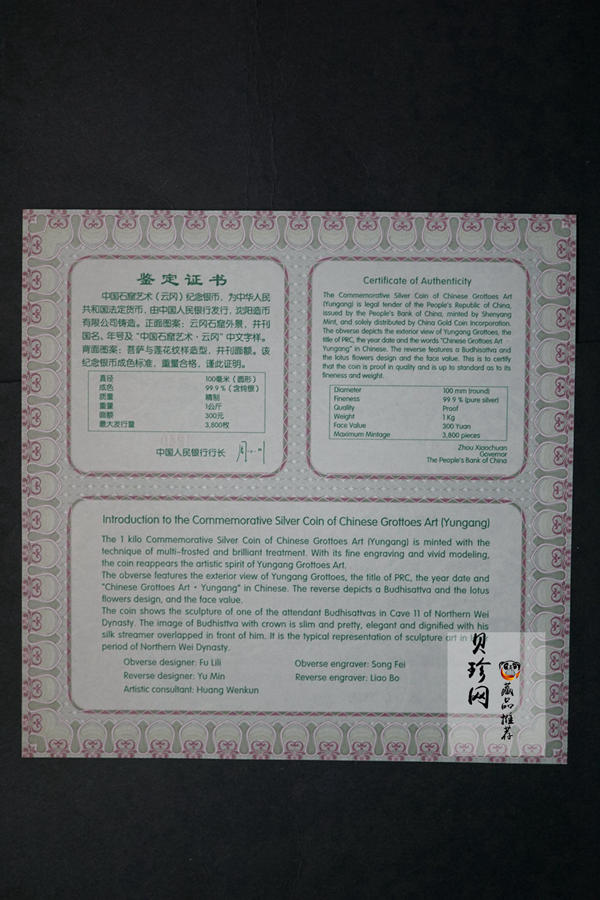 鉴定证书
中国石窟艺术（云冈）纪念银币，为中华人民
共和国法定货币，由中国人民银行发行，沈阳造币
有限公司铸造。正面图案：云冈石窟外景，并刊
国名、年号及“中国石窟艺术·云冈”中文字样。
背面图案：菩萨与莲花纹样造型，并刊面额。该
纪念银币成色标准，重量合格，谨此证明。
直径 100毫米（圆形）
成色 99.9％（含纯银）
质量 精制
重量 1公斤
面额 300元
最大发行量 3,800枚
中国人民银行行长
Certificate of Authenticity
The Commemorative Silver Coin of Chinese Grottoes Art
(Yungang) is legal tender of the People's Republic of China,
issued by the People's Bank of China, minted by Shenyang
Mint, and solely distributed by China Gold Coin Incorporation.
The obverse depicts the exterior view of Yungang Grottoes, the
title of PRC, the year date and the words "Chinese Grottoes Art ·
Yungang" in Chinese. The reverse features a Budhisattva and the
lotus flowers design and the face value. This is to certify
that the coin is proof in quality and is up to standard as to its
fineness and weight.
Diameter 100 mm (round)
Fineness 99.9 % (pure silver)
Quality Proof
Weight 1 Kg
Face Value 300 Yuan
Maximum Mintage 3,800 pieces
Zhou Xiaochuan
Governor
The People's Bank of China
Introduction to the Commemorative Silver Coin of Chinese Grottoes Art (Yungang)
The 1 kilo Commemorative Silver Coin of Chinese Grottoes Art (Yungang) is minted with the
technique of multi-frosted and brilliant treatment. With its fine engraving and vivid modeling,
the coin reappears the artistic spirit of Yungang Grottoes Art.
The obverse features the exterior view of Yungang Grottoes, the title of PRC, the year date and
"Chinese Grottoes Art · Yungang" in Chinese. The reverse depicts a Budhisattva and the lotus
flowers design, and the face value.
The coin shows the sculpture of one of the attendant Budhisattvas in Cave 11 of Northern Wei
Dynasty. The image of Budhisttva with crown is slim and pretty, elegant and dignified with his
silk streamer overlapped in front of him. It is the typical representation of sculpture art in
period of Northern Wei Dynasty.
Obverse designer: Fu Lili Obverse engraver: Song Fei
Reverse designer: Yu Min Reverse engraver: Liao Bo
Artistic consultant: Huang Wenkun
贝珍网
藏品推荐